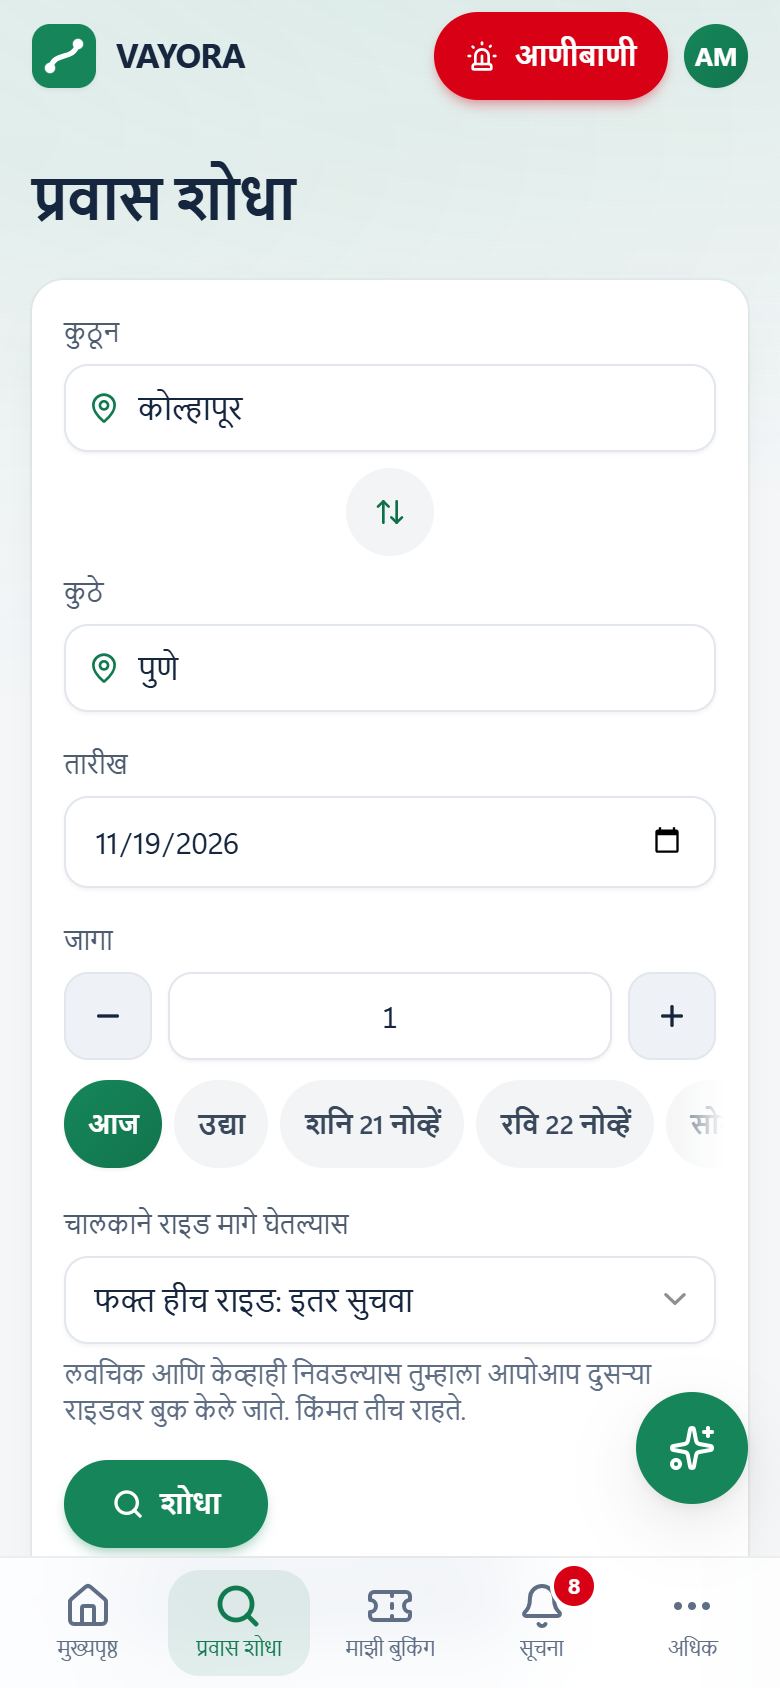 VAYORA
आणीबाणी
AM
प्रवास शोधा
कुठून
कोल्हापूर
कुठे
पुणे
तारीख
11/19/2026
जागा
1
आज
उद्या
शनि 21 नोव्हें
रवि 22 नोव्हें
सो
चालकाने राइड मागे घेतल्यास
फक्त हीच राइड: इतर सुचवा
लवचिक आणि केव्हाही निवडल्यास तुम्हाला आपोआप दुसऱ्या
राइडवर बुक केले जाते. किंमत तीच राहते.
शोधा
मुख्यपृष्ठ
प्रवास शोधा
माझी बुकिंग
8
सूचना
अधिक